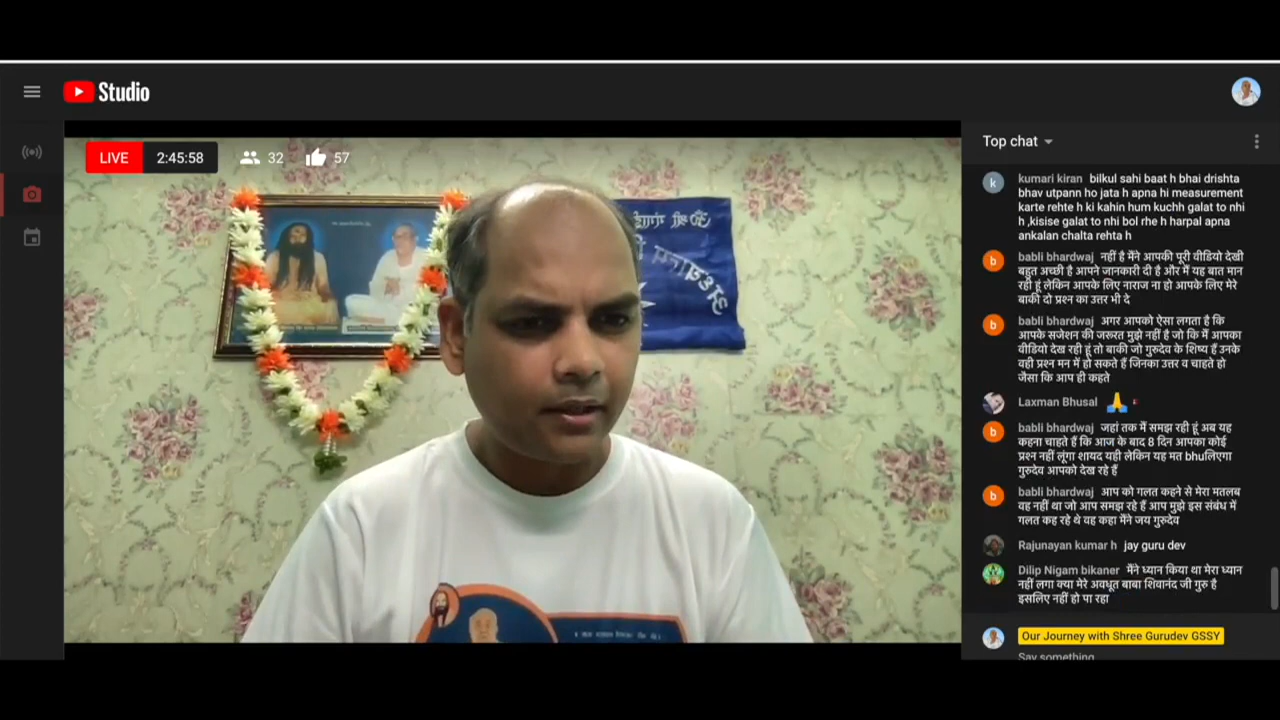 Studio
LIVE 2:45:58 32 57
Top chat
kumari kiran bilkul sahi baat h bhai drishta
bhav utpann ho jata h apna hi measurement
karte rehte h ki kahin hum kuchh galat to nhi
h ,kisise galat to nhi bol rhe h harpal apna
ankalan chalta rehta h
babli bhardwaj नहीं है मैंने आपकी पूरी वीडियो देखी
बहुत अच्छी है आपने जानकारी दी है और मैं यह बात मान
रही हूं लेकिन आपके लिए नाराज ना हो आपके लिए मेरे
बाकी दो प्रश्न का उत्तर भी दे
babli bhardwaj अगर आपको ऐसा लगता है कि
आपके सजेशन की जरूरत मुझे नहीं है जो कि मैं आपका
वीडियो देख रही हूं तो बाकी जो गुरुदेव के शिष्य हैं उनके
वही प्रश्न मन में हो सकते हैं जिनका उत्तर व चाहते हो
जैसा कि आप ही कहते
Laxman Bhusal
babli bhardwaj जहां तक मैं समझ रही हूं अब यह
कहना चाहते हैं कि आज के बाद 8 दिन आपका कोई
प्रश्न नहीं लूंगा शायद यही लेकिन यह मत bhuलिएगा
गुरुदेव आपको देख रहे हैं
babli bhardwaj आप को गलत कहने से मेरा मतलब
वह नहीं था जो आप समझ रहे हैं आप मुझे इस संबंध में
गलत कह रहे थे वह कहा मैंने जय गुरुदेव
Rajunayan kumar h jay guru dev
Dilip Nigam bikaner मैंने ध्यान किया था मेरा ध्यान
नहीं लगा क्या मेरे अवधूत बाबा शिवानंद जी गुरु है
इसलिए नहीं हो पा रहा
Our Journey with Shree Gurudev GSSY
Say something